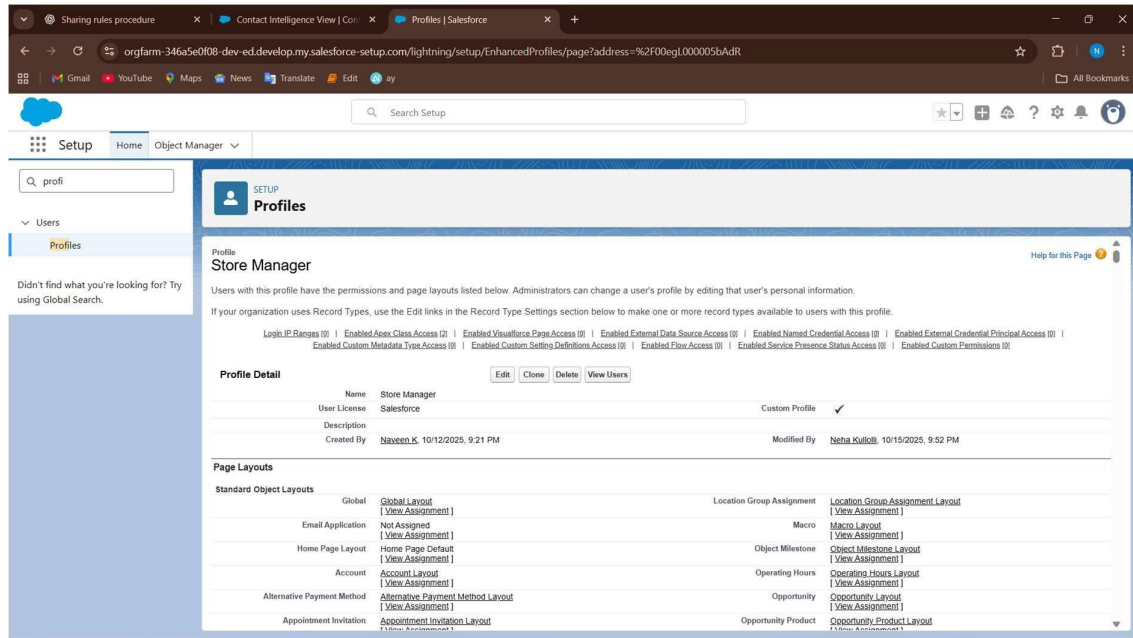 Sharing rules procedure
Contact Intelligence View | Con
Profiles | Salesforce
orgfarm-346a5e0f08-dev-ed.develop.my.salesforce-setup.com/lightning/setup/EnhancedProfiles/page?address=%2F00egL000005bAdR
N
Gmail YouTube Maps News Translate Edit ay All Bookmarks
Search Setup
Setup Home Object Manager
profi
Users
Profiles
Didn't find what you're looking for? Try
using Global Search.
SETUP
Profiles
Profile
Store Manager
Help for this Page
Users with this profile have the permissions and page layouts listed below. Administrators can change a user's profile by editing that user's personal information.
If your organization uses Record Types, use the Edit links in the Record Type Settings section below to make one or more record types available to users with this profile.
Login IP Ranges [0] | Enabled Apex Class Access [2] | Enabled Visualforce Page Access [0] | Enabled External Data Source Access [0] | Enabled Named Credential Access [0] | Enabled External Credential Principal Access [0] |
Enabled Custom Metadata Type Access [0] | Enabled Custom Setting Definitions Access [0] | Enabled Flow Access [0] | Enabled Service Presence Status Access [0] | Enabled Custom Permissions [0]
Profile Detail Edit Clone Delete View Users
Name Store Manager
User License Salesforce Custom Profile ✓
Description
Created By Naveen K, 10/12/2025, 9:21 PM Modified By Neha Kullolli, 10/15/2025, 9:52 PM
Page Layouts
Standard Object Layouts
Global Global Layout Location Group Assignment Location Group Assignment Layout
[ View Assignment ] [ View Assignment ]
Email Application Not Assigned Macro Macro Layout
[ View Assignment ] [ View Assignment ]
Home Page Layout Home Page Default Object Milestone Object Milestone Layout
[ View Assignment ] [ View Assignment ]
Account Account Layout Operating Hours Operating Hours Layout
[ View Assignment ] [ View Assignment ]
Alternative Payment Method Alternative Payment Method Layout Opportunity Opportunity Layout
[ View Assignment ] [ View Assignment ]
Appointment Invitation Appointment Invitation Layout Opportunity Product Opportunity Product Layout
[ View Assignment ] [ View Assignment ]